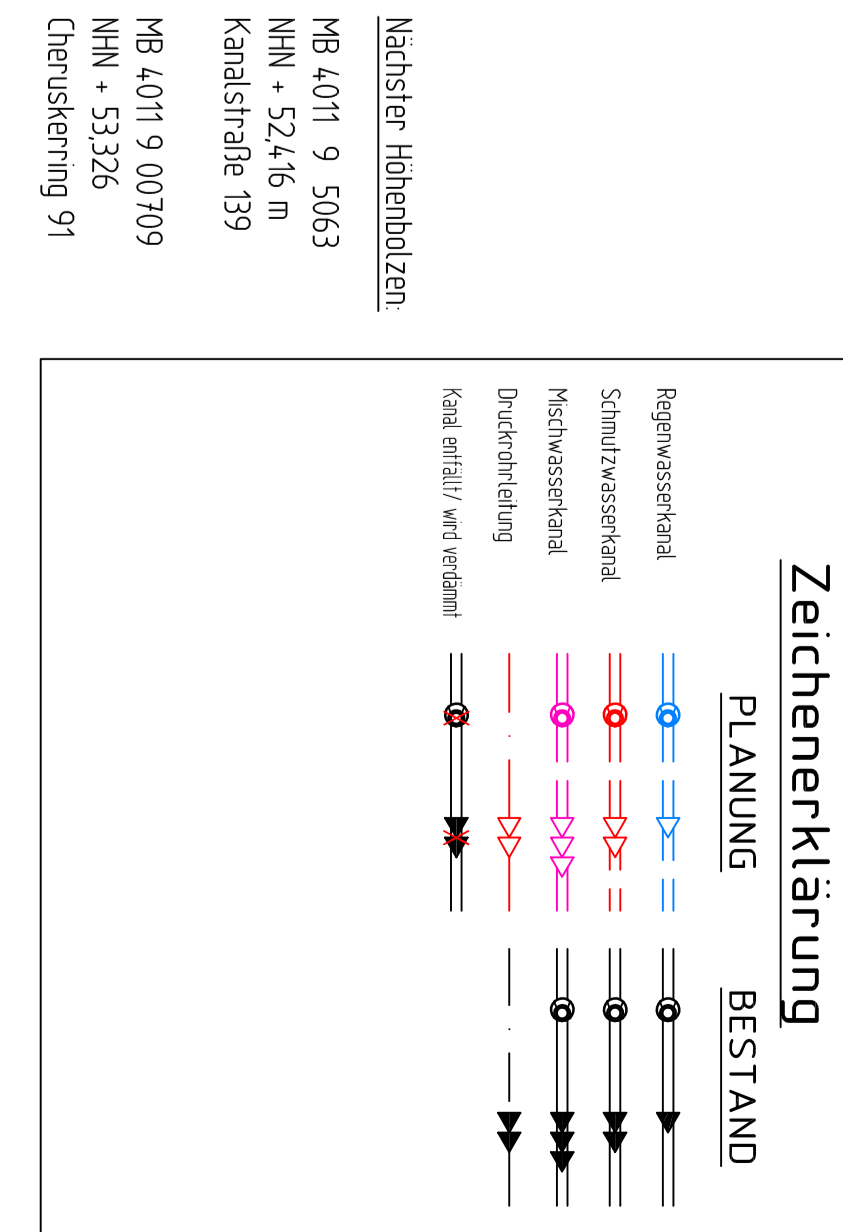 Nächster Höhenbolzen:
MB 4011 9 5063
NHN + 52,416 m
Kanalstraße 139
MB 4011 9 00709
NHN + 53,326
Cheruskerring 91
Zeichenerklärung
PLANUNG BESTAND
Regenwasserkanal
Schmutzwasserkanal
Mischwasserkanal
Druckrohrleitung
Kanal entfällt/ wird verdämmt